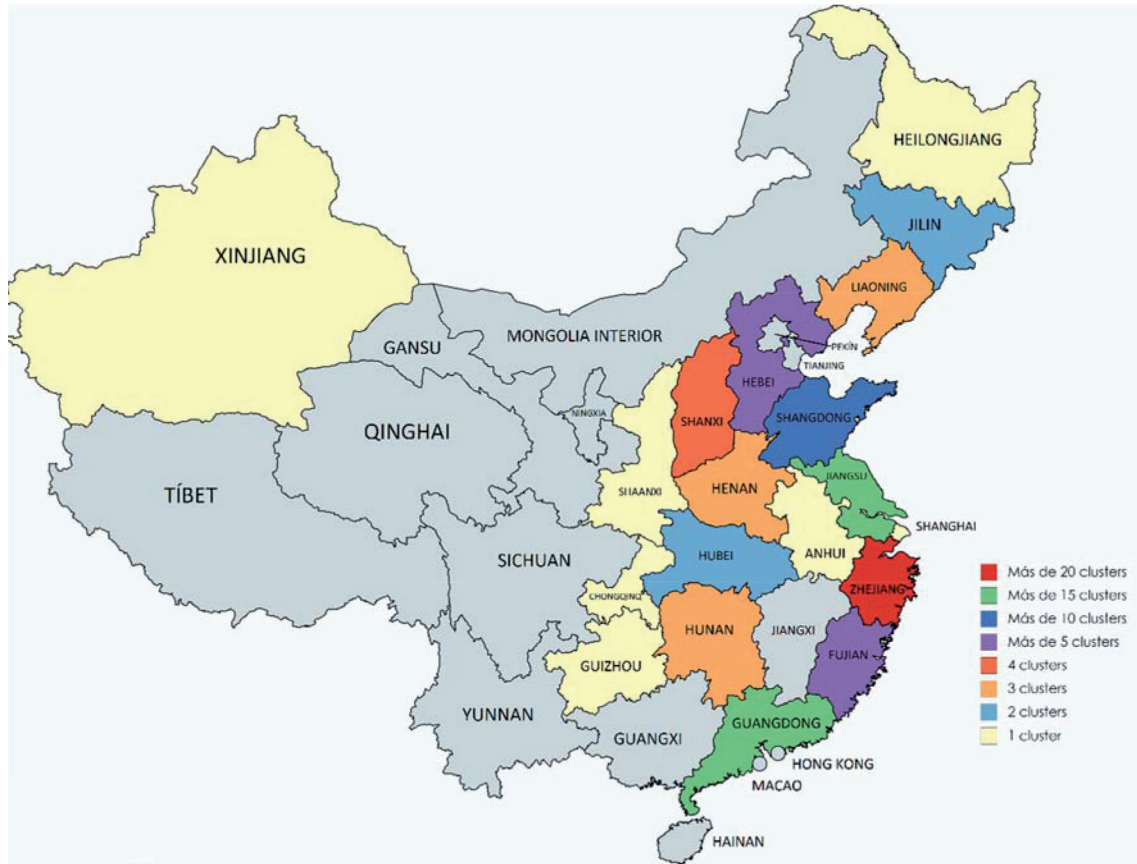 HEILONGJIANG
JILIN
XINJIANG
LIAONING
MONGOLIA INTERIOR
GANSU
PEKÍN
TIANJING
HEBEI
NINGXIA
SHANXI
SHANGDONG
QINGHAI
JIANGSU
HENAN
SHAANXI
TÍBET
SHANGHAI
SICHUAN
HUBEI
ANHUI
ZHEJIANG
CHONGQINQ
HUNAN
JIANGXI
FUJIAN
GUIZHOU
YUNNAN
GUANGDONG
GUANGXI
HONG KONG
MACAO
HAINAN
Más de 20 clusters
Más de 15 clusters
Más de 10 clusters
Más de 5 clusters
4 clusters
3 clusters
2 clusters
1 cluster